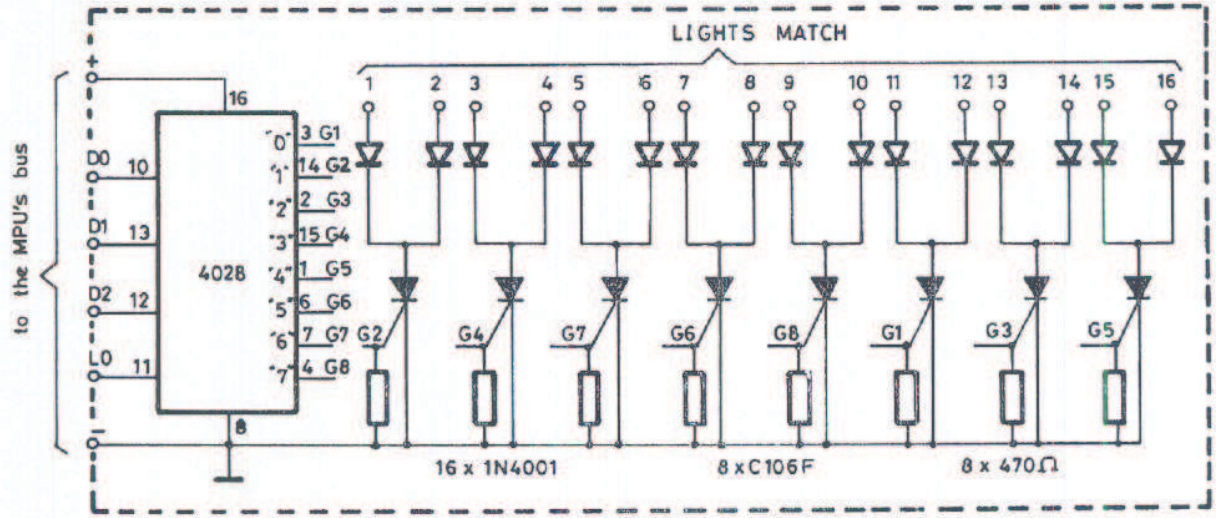 LIGHTS MATCH
1 2 3 4 5 6 7 8 9 10 11 12 13 14 15 16
+
16
"0" 3 G1
D0 10
"1" 14 G2
"2" 2 G3
D1 13
"3" 15 G4
4028
"4" 1 G5
D2 12
"5" 6 G6
"6" 7 G7
L0 11
"7" 4 G8
G2 G4 G7 G6 G8 G1 G3 G5
8
−
to the MPU's bus
16 x 1N4001 8xC106F 8 x 470Ω